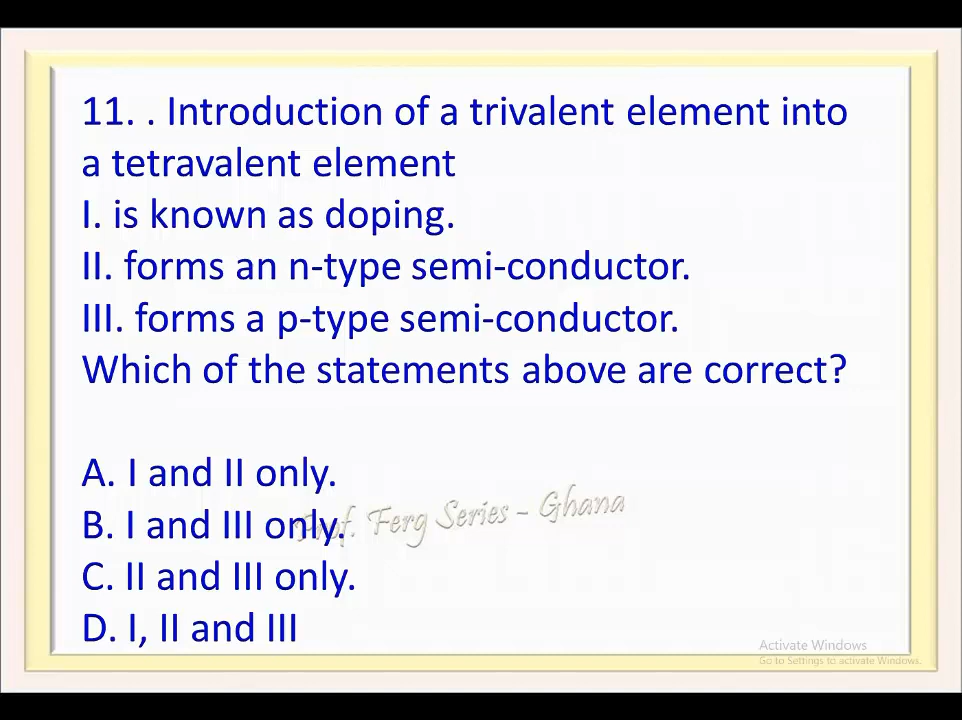 11. . Introduction of a trivalent element into
a tetravalent element
I. is known as doping.
II. forms an n-type semi-conductor.
III. forms a p-type semi-conductor.
Which of the statements above are correct?
A. I and II only.
B. I and III only.
C. II and III only.
D. I, II and III
Prof. Ferg Series - Ghana
Activate Windows
Go to Settings to activate Windows.